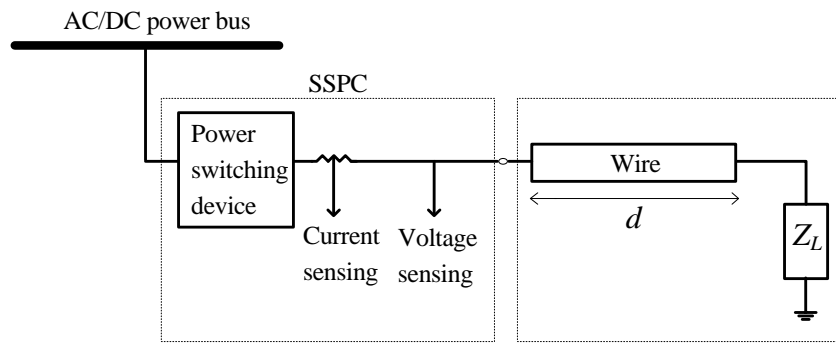 AC/DC power bus
SSPC
Power
switching
device
Current
sensing
Voltage
sensing
Wire
d
Z_L